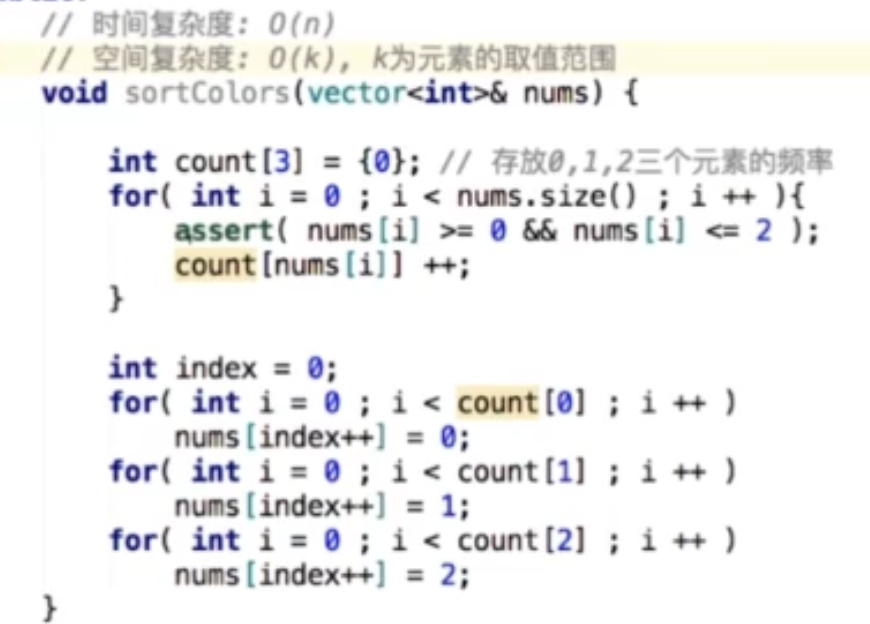 // 时间复杂度: O(n)
// 空间复杂度: O(k), k为元素的取值范围
void sortColors(vector<int>& nums) {

    int count[3] = {0}; // 存放0,1,2三个元素的频率
    for( int i = 0 ; i < nums.size() ; i ++ ){
        assert( nums[i] >= 0 && nums[i] <= 2 );
        count[nums[i]] ++;
    }

    int index = 0;
    for( int i = 0 ; i < count[0] ; i ++ )
        nums[index++] = 0;
    for( int i = 0 ; i < count[1] ; i ++ )
        nums[index++] = 1;
    for( int i = 0 ; i < count[2] ; i ++ )
        nums[index++] = 2;
}